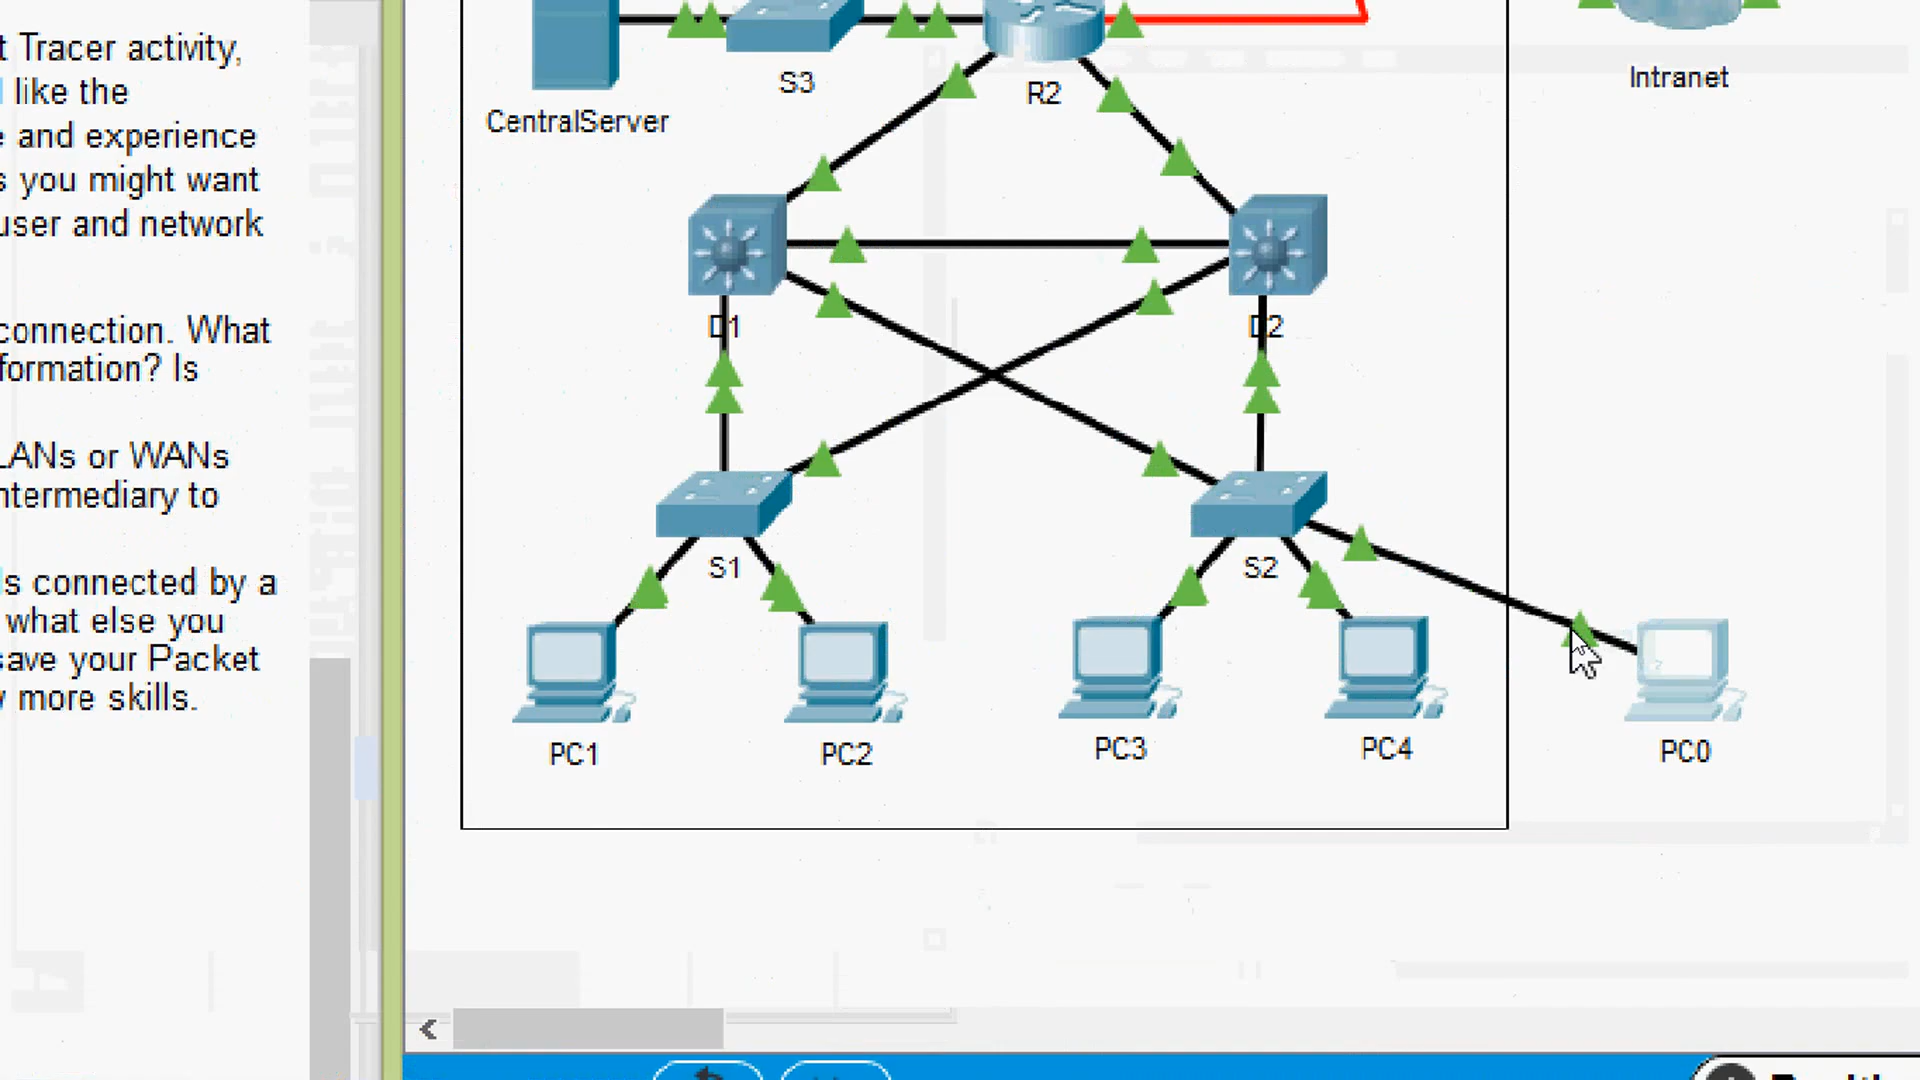 t Tracer activity,
like the
e and experience
s you might want
user and network
connection. What
formation? Is
LANs or WANs
ntermediary to
s connected by a
what else you
save your Packet
more skills.
CentralServer
S3
R2
Intranet
D1
D2
S1
S2
PC1
PC2
PC3
PC4
PC0